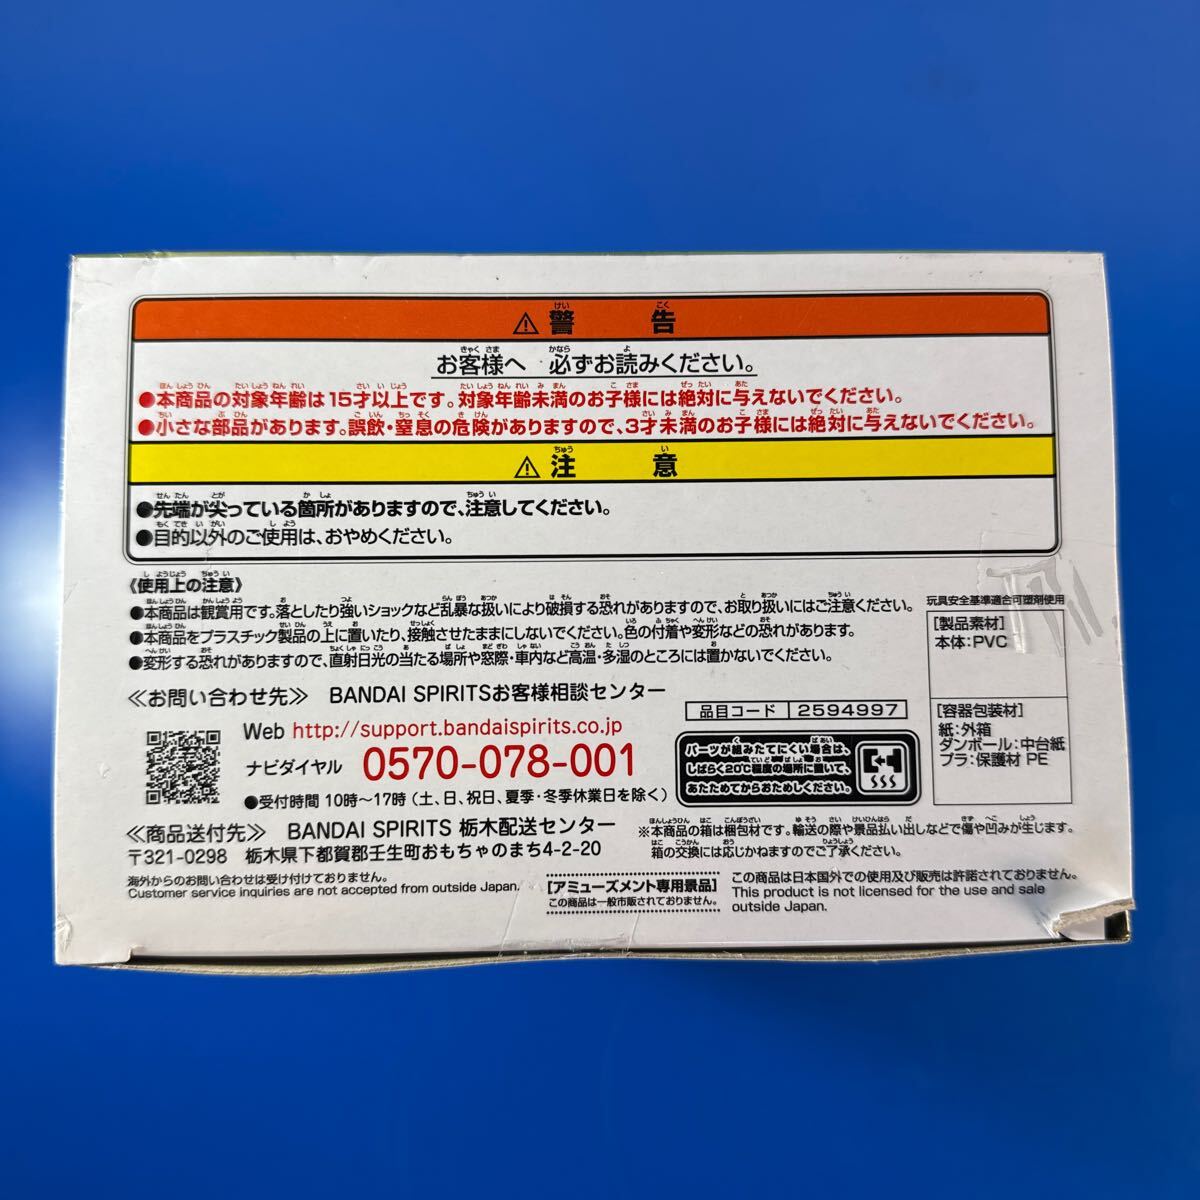 ⚠警告
お客様へ 必ずお読みください。
●本商品の対象年齢は15才以上です。対象年齢未満のお子様には絶対に与えないでください。
●小さな部品があります。誤飲・窒息の危険がありますので、3才未満のお子様には絶対に与えないでください。
⚠注意
●先端が尖っている箇所がありますので、注意してください。
●目的以外のご使用は、おやめください。
《使用上の注意》
●本商品は観賞用です。落としたり強いショックなど乱暴な扱いにより破損する恐れがありますので、お取り扱いにはご注意ください。
●本商品をプラスチック製品の上に置いたり、接触させたままにしないでください。色の付着や変形などの恐れがあります。
●変形する恐れがありますので、直射日光の当たる場所や窓際・車内など高温・多湿のところには置かないでください。
玩具安全基準適合可塑剤使用
[製品素材]
本体:PVC
[容器包装材]
紙:外箱
ダンボール:中台紙
プラ:保護材 PE
≪お問い合わせ先≫ BANDAI SPIRITSお客様相談センター
Web http://support.bandaispirits.co.jp
ナビダイヤル 0570-078-001
●受付時間 10時〜17時（土、日、祝日、夏季・冬季休業日を除く）
品目コード 2594997
パーツが組みたてにくい場合は、
しばらく20℃程度の場所に置いて、
あたためてからおためしください。
≪商品送付先≫ BANDAI SPIRITS 栃木配送センター
〒321-0298 栃木県下都賀郡壬生町おもちゃのまち4-2-20
※本商品の箱は梱包材です。輸送の際や景品払い出しなどで傷や凹みが生じます。
箱の交換には応じかねますのでご了承ください。
海外からのお問い合わせは受け付けておりません。
Customer service inquiries are not accepted from outside Japan.
[アミューズメント専用景品]
この商品は一般市販されておりません。
この商品は日本国外での使用及び販売は許諾されておりません。
This product is not licensed for the use and sale
outside Japan.